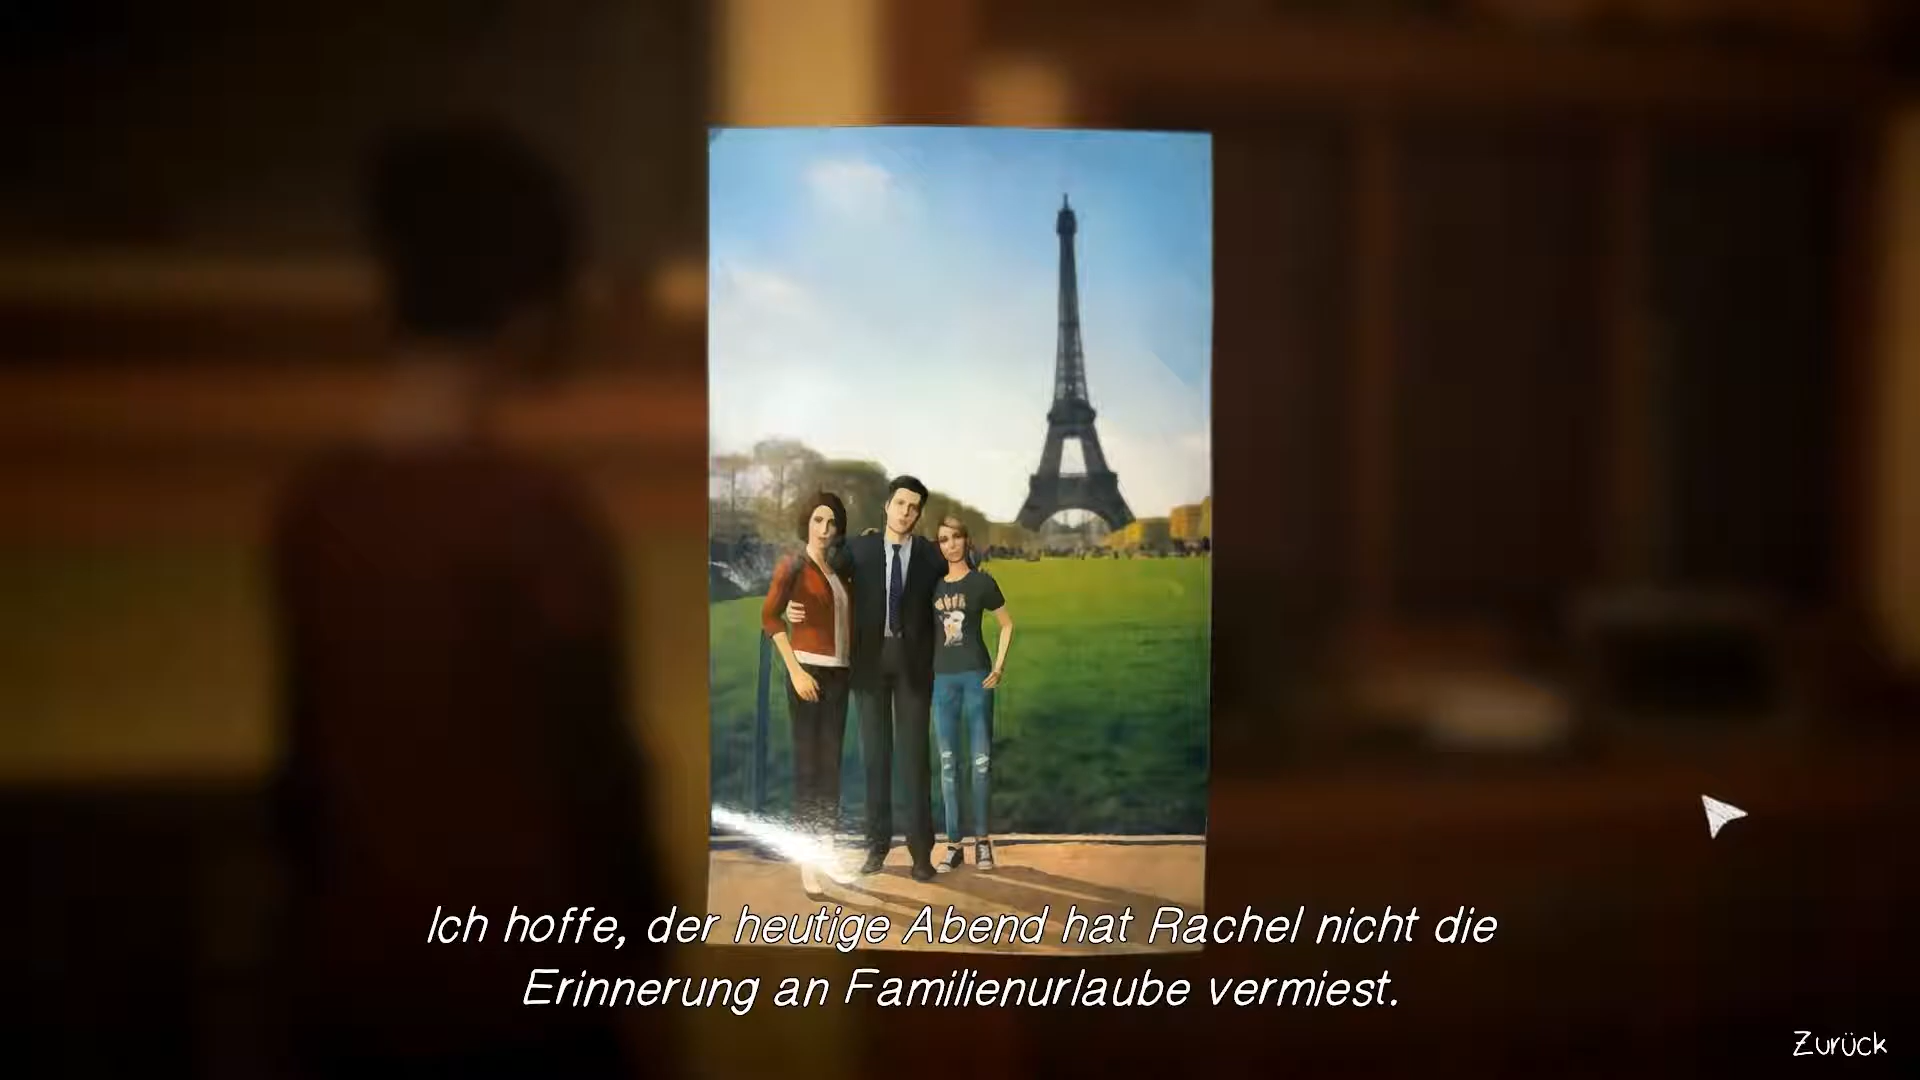 Ich hoffe, der heutige Abend hat Rachel nicht die
Erinnerung an Familienurlaube vermiest.
Zurück